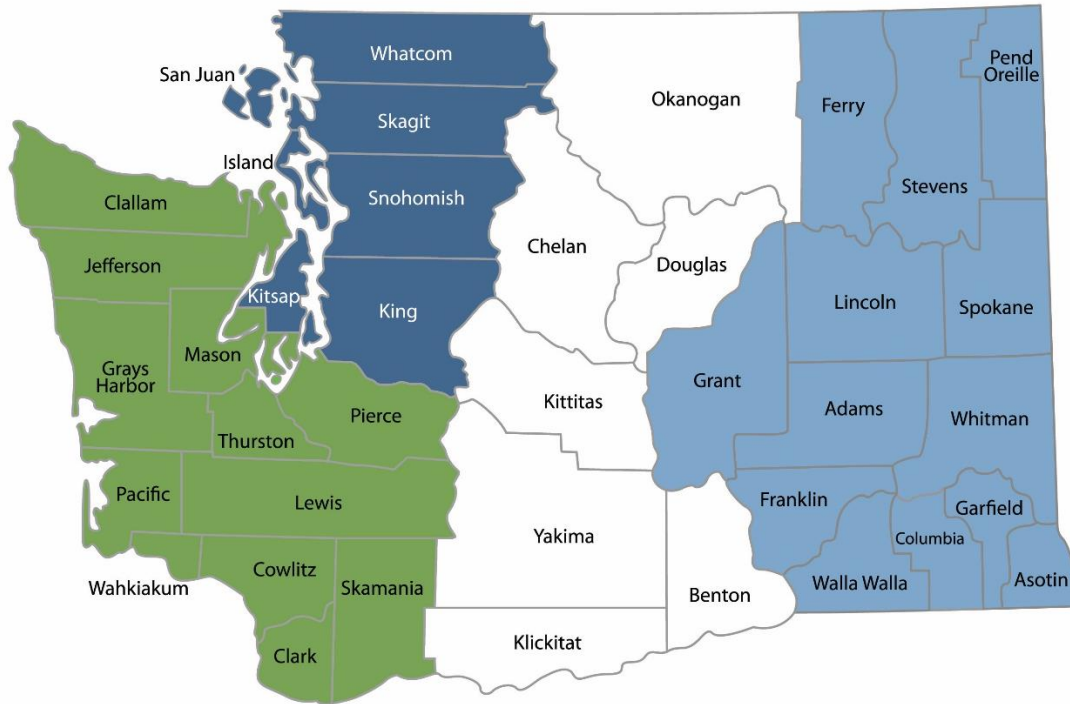 Whatcom
San Juan
Pend
Oreille
Okanogan
Ferry
Skagit
Island
Stevens
Snohomish
Clallam
Chelan
Jefferson
Douglas
Kitsap
Lincoln
Spokane
King
Mason
Grays
Harbor
Grant
Kittitas
Adams
Pierce
Whitman
Thurston
Pacific
Lewis
Franklin
Garfield
Yakima
Columbia
Wahkiakum
Cowlitz
Skamania
Walla Walla
Asotin
Benton
Klickitat
Clark